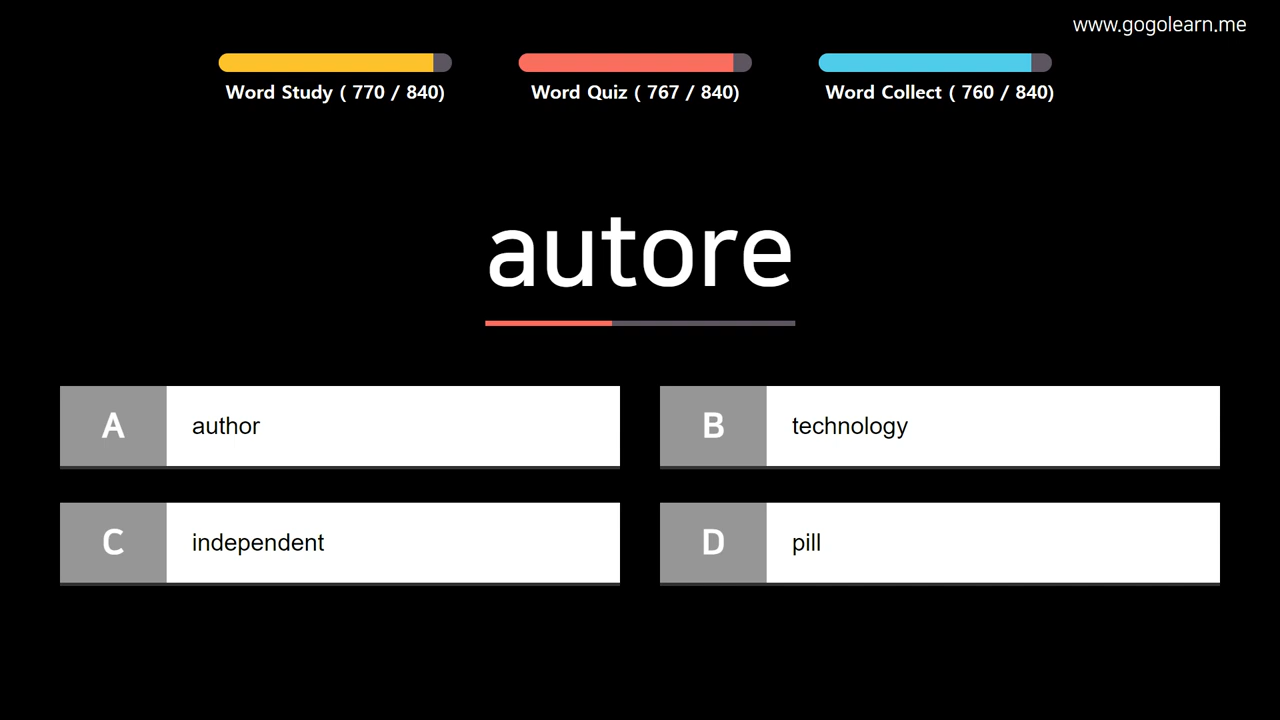 www.gogolearn.me
Word Study ( 770 / 840)
Word Quiz ( 767 / 840)
Word Collect ( 760 / 840)
autore
A author
B technology
C independent
D pill